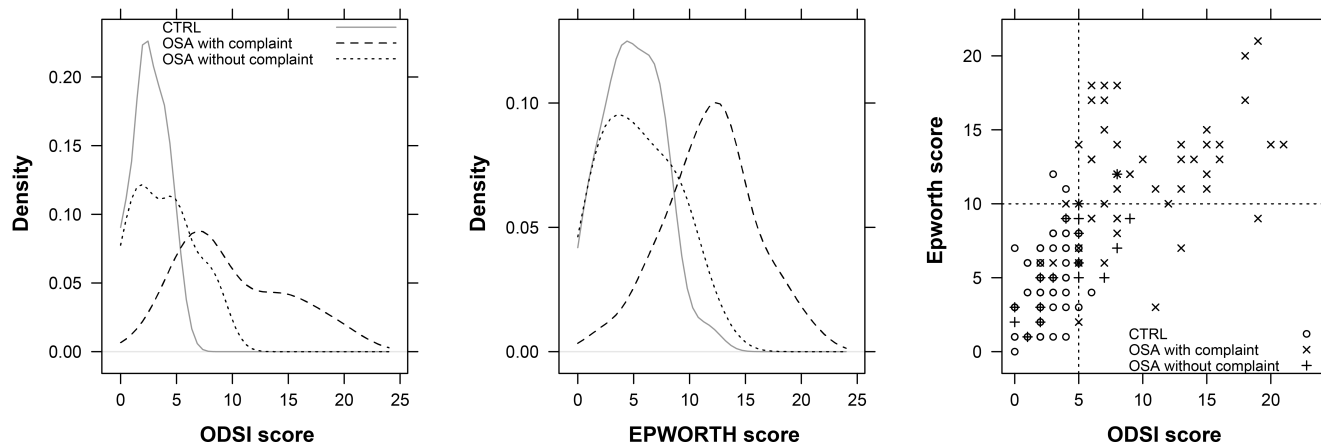 CTRL
OSA with complaint
OSA without complaint
0.20
0.15
0.10
0.05
0.00
Density
0 5 10 15 20 25
ODSI score
0.10
0.05
0.00
Density
0 5 10 15 20 25
EPWORTH score
20
15
10
5
0
Epworth score
CTRL
OSA with complaint
OSA without complaint
0 5 10 15 20
ODSI score